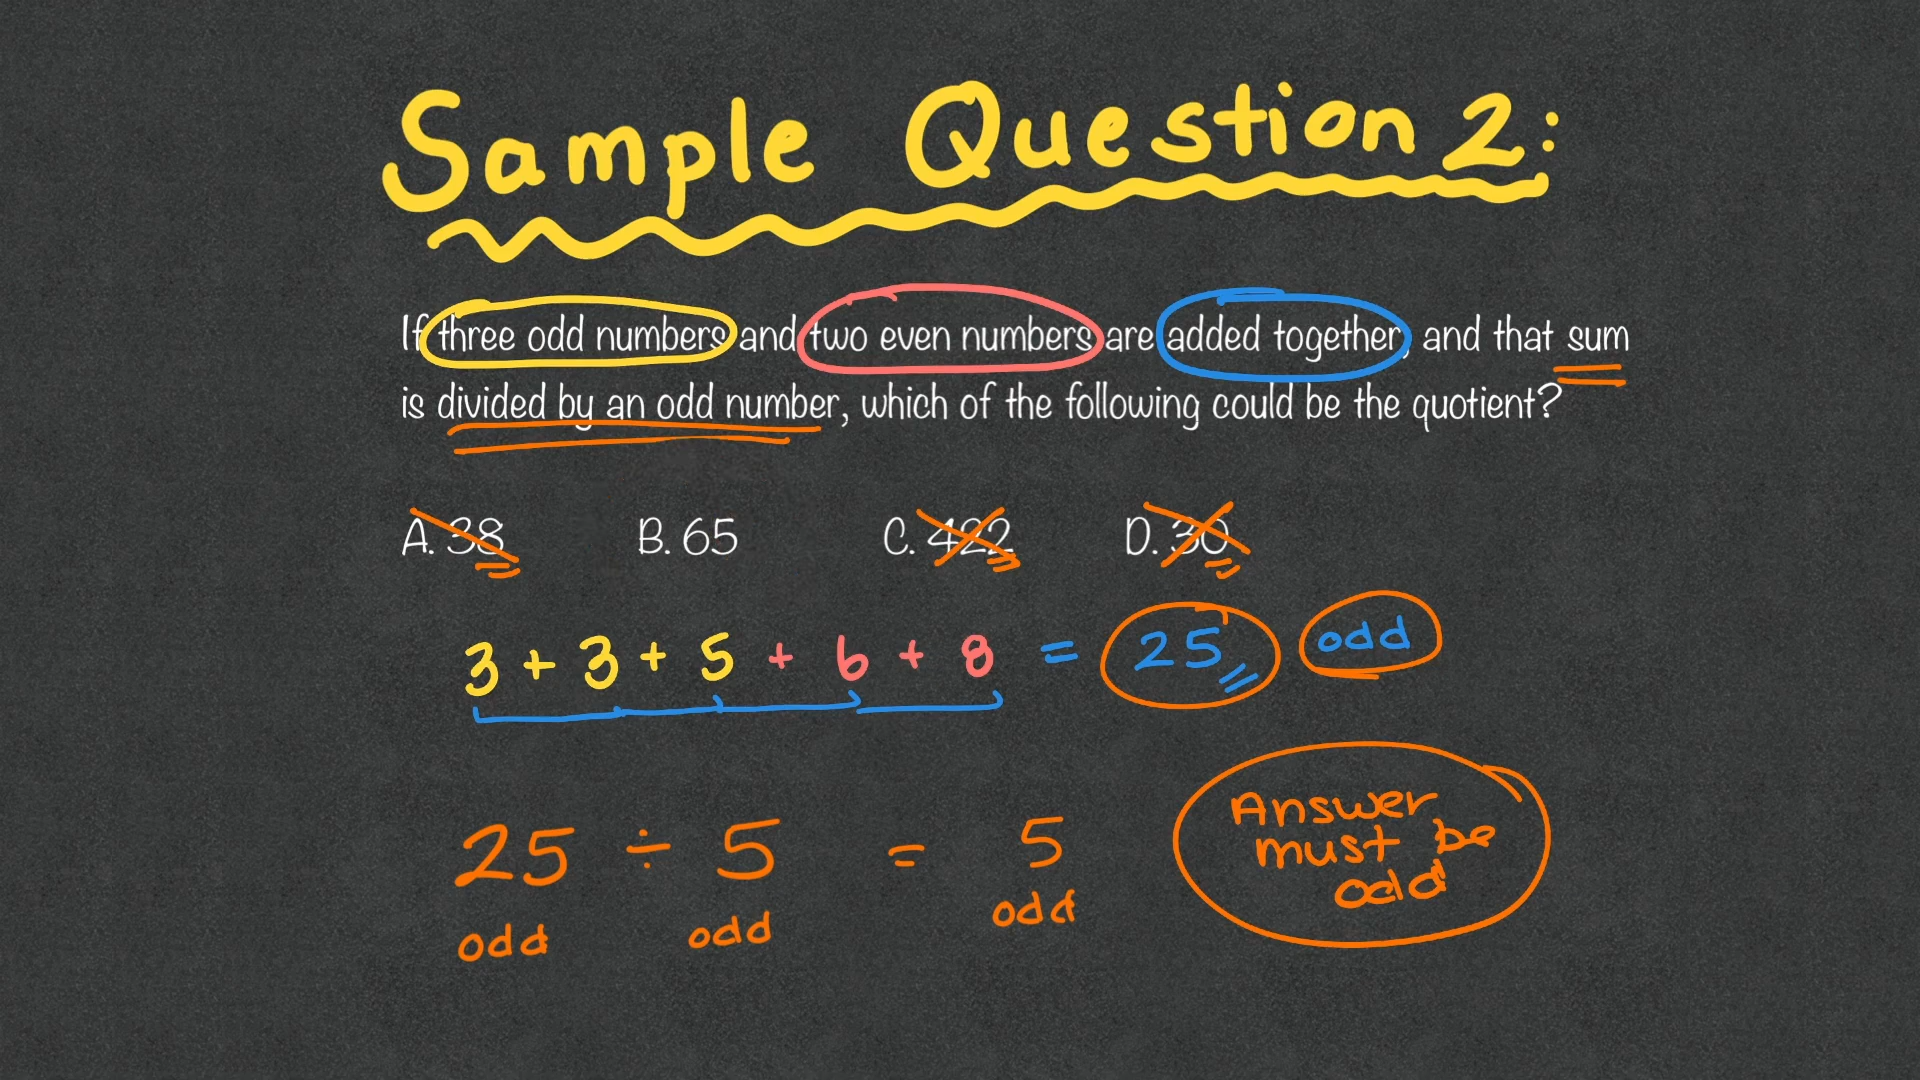 Sample Question 2:
If three odd numbers and two even numbers are added together, and that sum
is divided by an odd number, which of the following could be the quotient?
A. 38 B. 65 C. 422 D. 30
3 + 3 + 5 + 6 + 8 = 25 odd
25 ÷ 5 = 5
odd odd odd
Answer
must be
odd